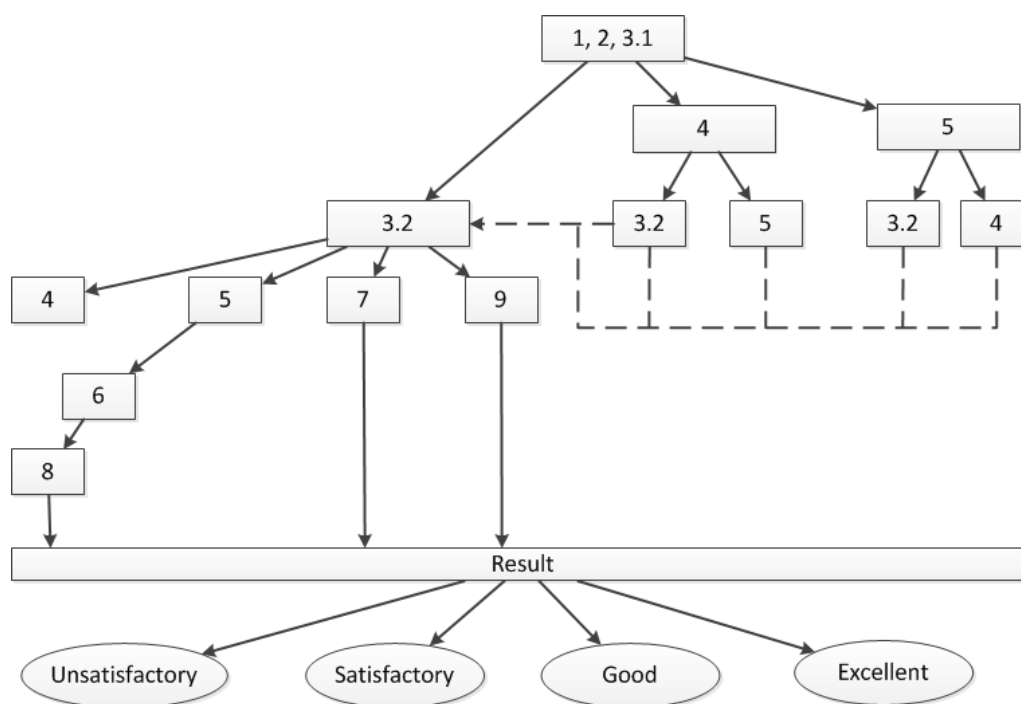 1, 2, 3.1
4
5
3.2
3.2
5
3.2
4
4
5
7
9
6
8
Result
Unsatisfactory
Satisfactory
Good
Excellent